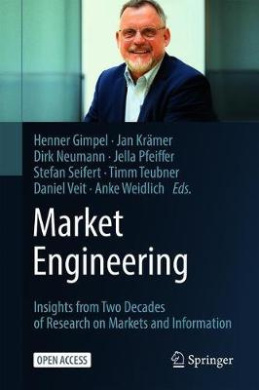 Henner Gimpel · Jan Krämer
Dirk Neumann · Jella Pfeiffer
Stefan Seifert · Timm Teubner
Daniel Veit · Anke Weidlich Eds.
Market
Engineering
Insights from Two Decades
of Research on Markets and Information
OPEN ACCESS
Springer